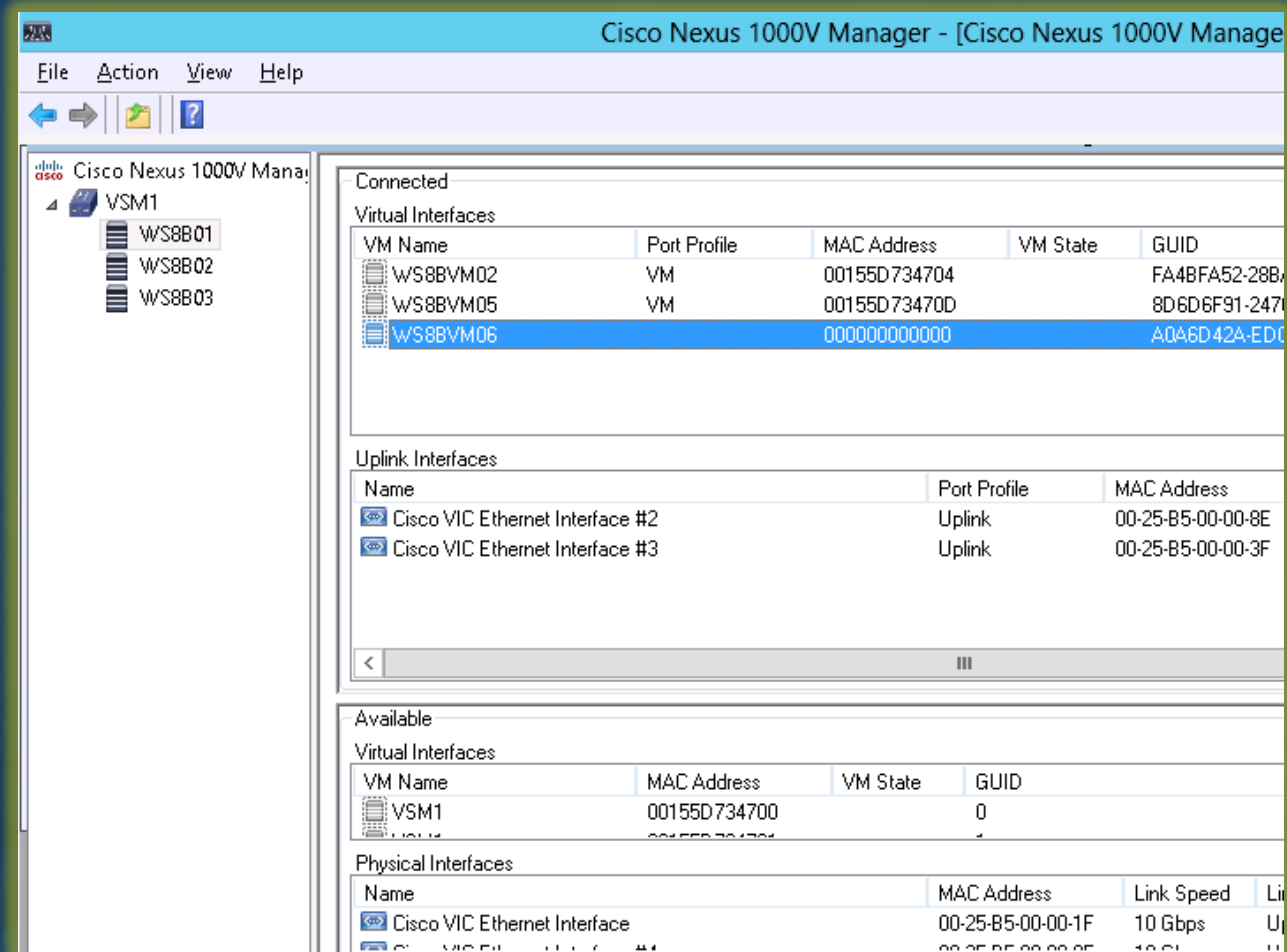 Cisco Nexus 1000V Manager - [Cisco Nexus 1000V Manage
File Action View Help
cisco Cisco Nexus 1000V Mana
VSM1
WS8B01
WS8B02
WS8B03
Connected
Virtual Interfaces
VM Name Port Profile MAC Address VM State GUID
WS8BVM02 VM 00155D734704 FA4BFA52-28B
WS8BVM05 VM 00155D73470D 8D6D6F91-247
WS8BVM06 000000000000 A0A6D42A-ED
Uplink Interfaces
Name Port Profile MAC Address
Cisco VIC Ethernet Interface #2 Uplink 00-25-B5-00-00-8E
Cisco VIC Ethernet Interface #3 Uplink 00-25-B5-00-00-3F
Available
Virtual Interfaces
VM Name MAC Address VM State GUID
VSM1 00155D734700 0
Physical Interfaces
Name MAC Address Link Speed Li
Cisco VIC Ethernet Interface 00-25-B5-00-00-1F 10 Gbps U